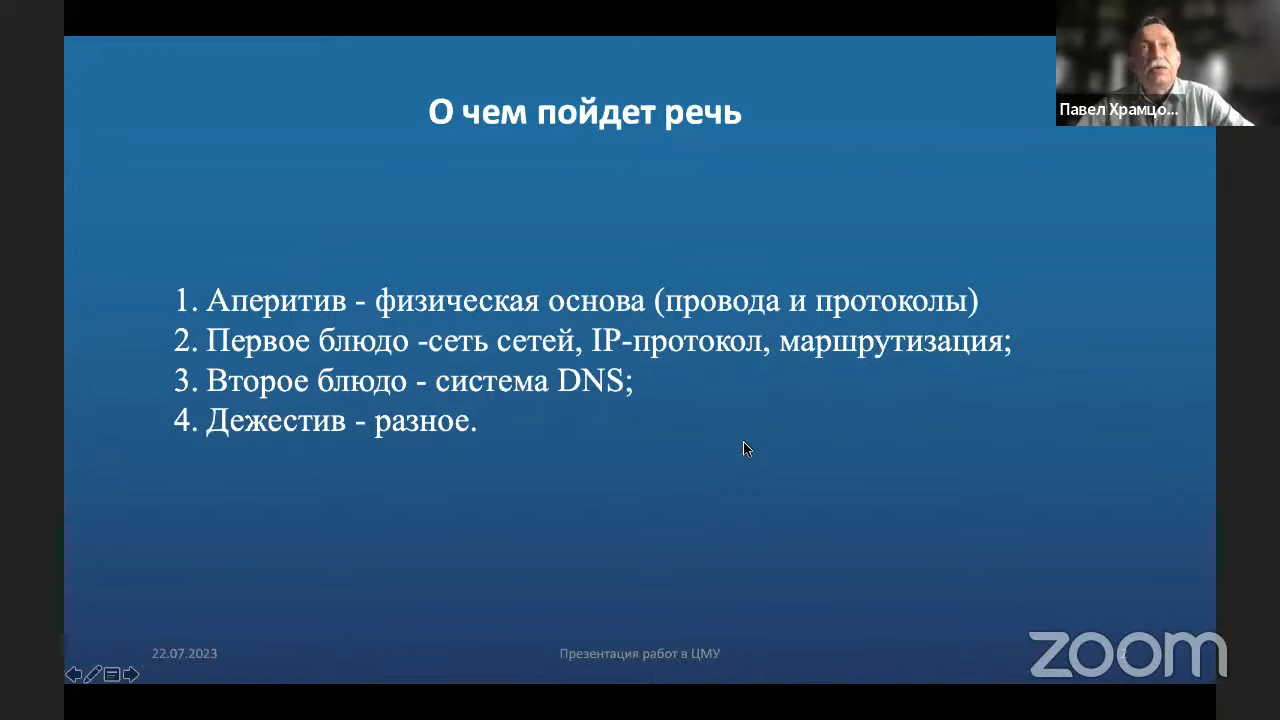 О чем пойдет речь
Павел Храмцо...
1. Аперитив - физическая основа (провода и протоколы)
2. Первое блюдо -сеть сетей, IP-протокол, маршрутизация;
3. Второе блюдо - система DNS;
4. Дежестив - разное.
22.07.2023
Презентация работ в ЦМУ
2
zoom